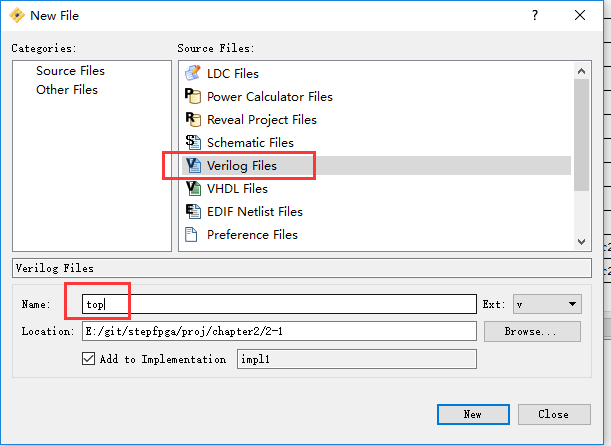 New File
Categories:
Source Files:
Source Files
Other Files
LDC Files
Power Calculator Files
Reveal Project Files
Schematic Files
Verilog Files
VHDL Files
EDIF Netlist Files
Preference Files
Verilog Files
Name: top Ext: v
Location: E:/git/stepfpga/proj/chapter2/2-1 Browse...
Add to Implementation impl1
New Close